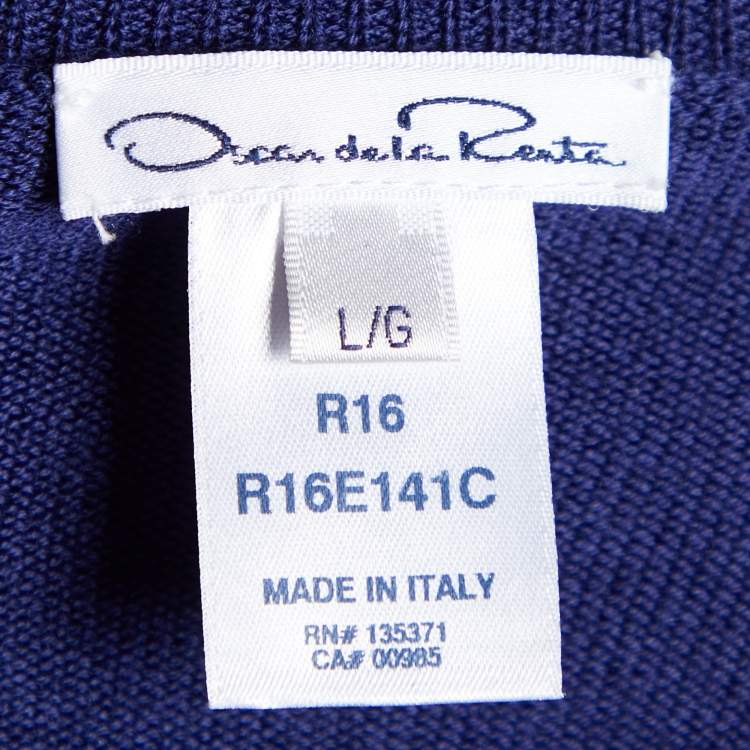 Oscar de la Renta
L/G
R16
R16E141C
MADE IN ITALY
RN# 135371
CA# 00985